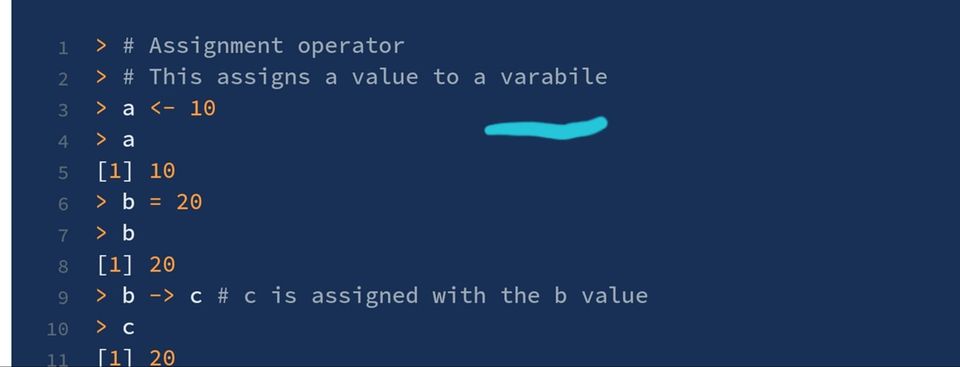 1 > # Assignment operator
2 > # This assigns a value to a varabile
3 > a <- 10
4 > a
5 [1] 10
6 > b = 20
7 > b
8 [1] 20
9 > b -> c # c is assigned with the b value
10 > c
11 [1] 20